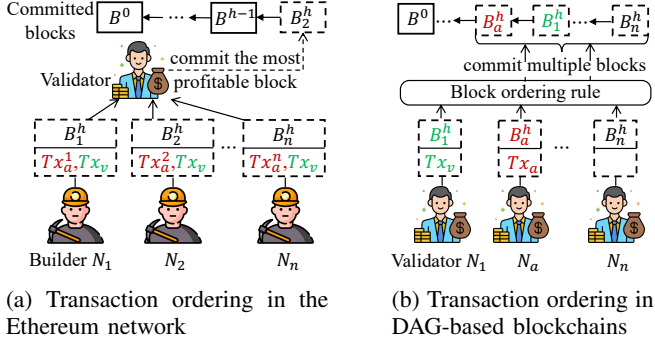 Committed blocks
B^0 ... B^{h-1} B_2^h
Validator
commit the most profitable block
B_1^h B_2^h ... B_n^h
Tx_a^1,Tx_v Tx_a^2,Tx_v Tx_a^n,Tx_v
Builder N_1 N_2 N_n
(a) Transaction ordering in the
Ethereum network
B^0 ... B_a^h B_1^h ... B_n^h
commit multiple blocks
Block ordering rule
B_1^h B_a^h ... B_n^h
Tx_v Tx_a
Validator N_1 N_a N_n
(b) Transaction ordering in
DAG-based blockchains